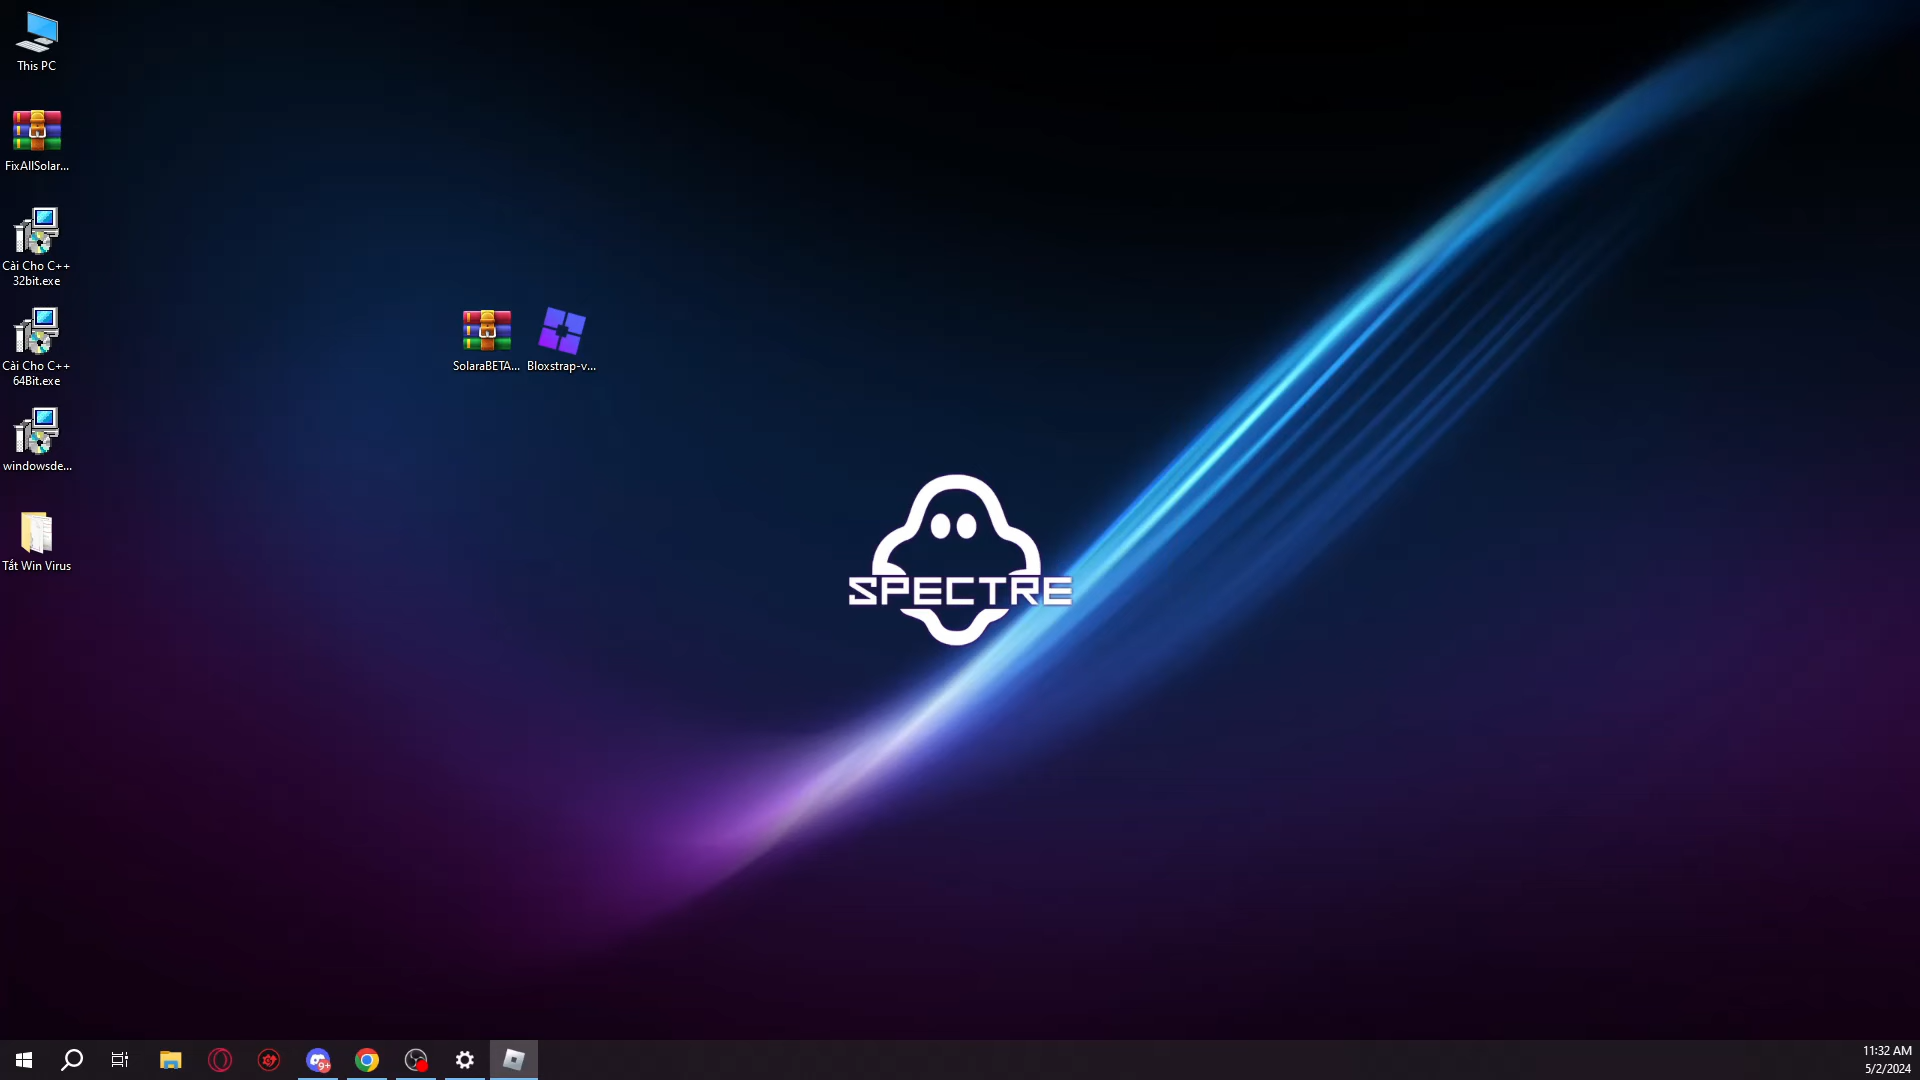 This PC
FixAllSolar...
Cài Cho C++
32bit.exe
Cài Cho C++
64Bit.exe
windowsde...
Tắt Win Virus
SolaraBETA...
Bloxstrap-v...
SPECTRE
9+
11:32 AM
5/2/2024